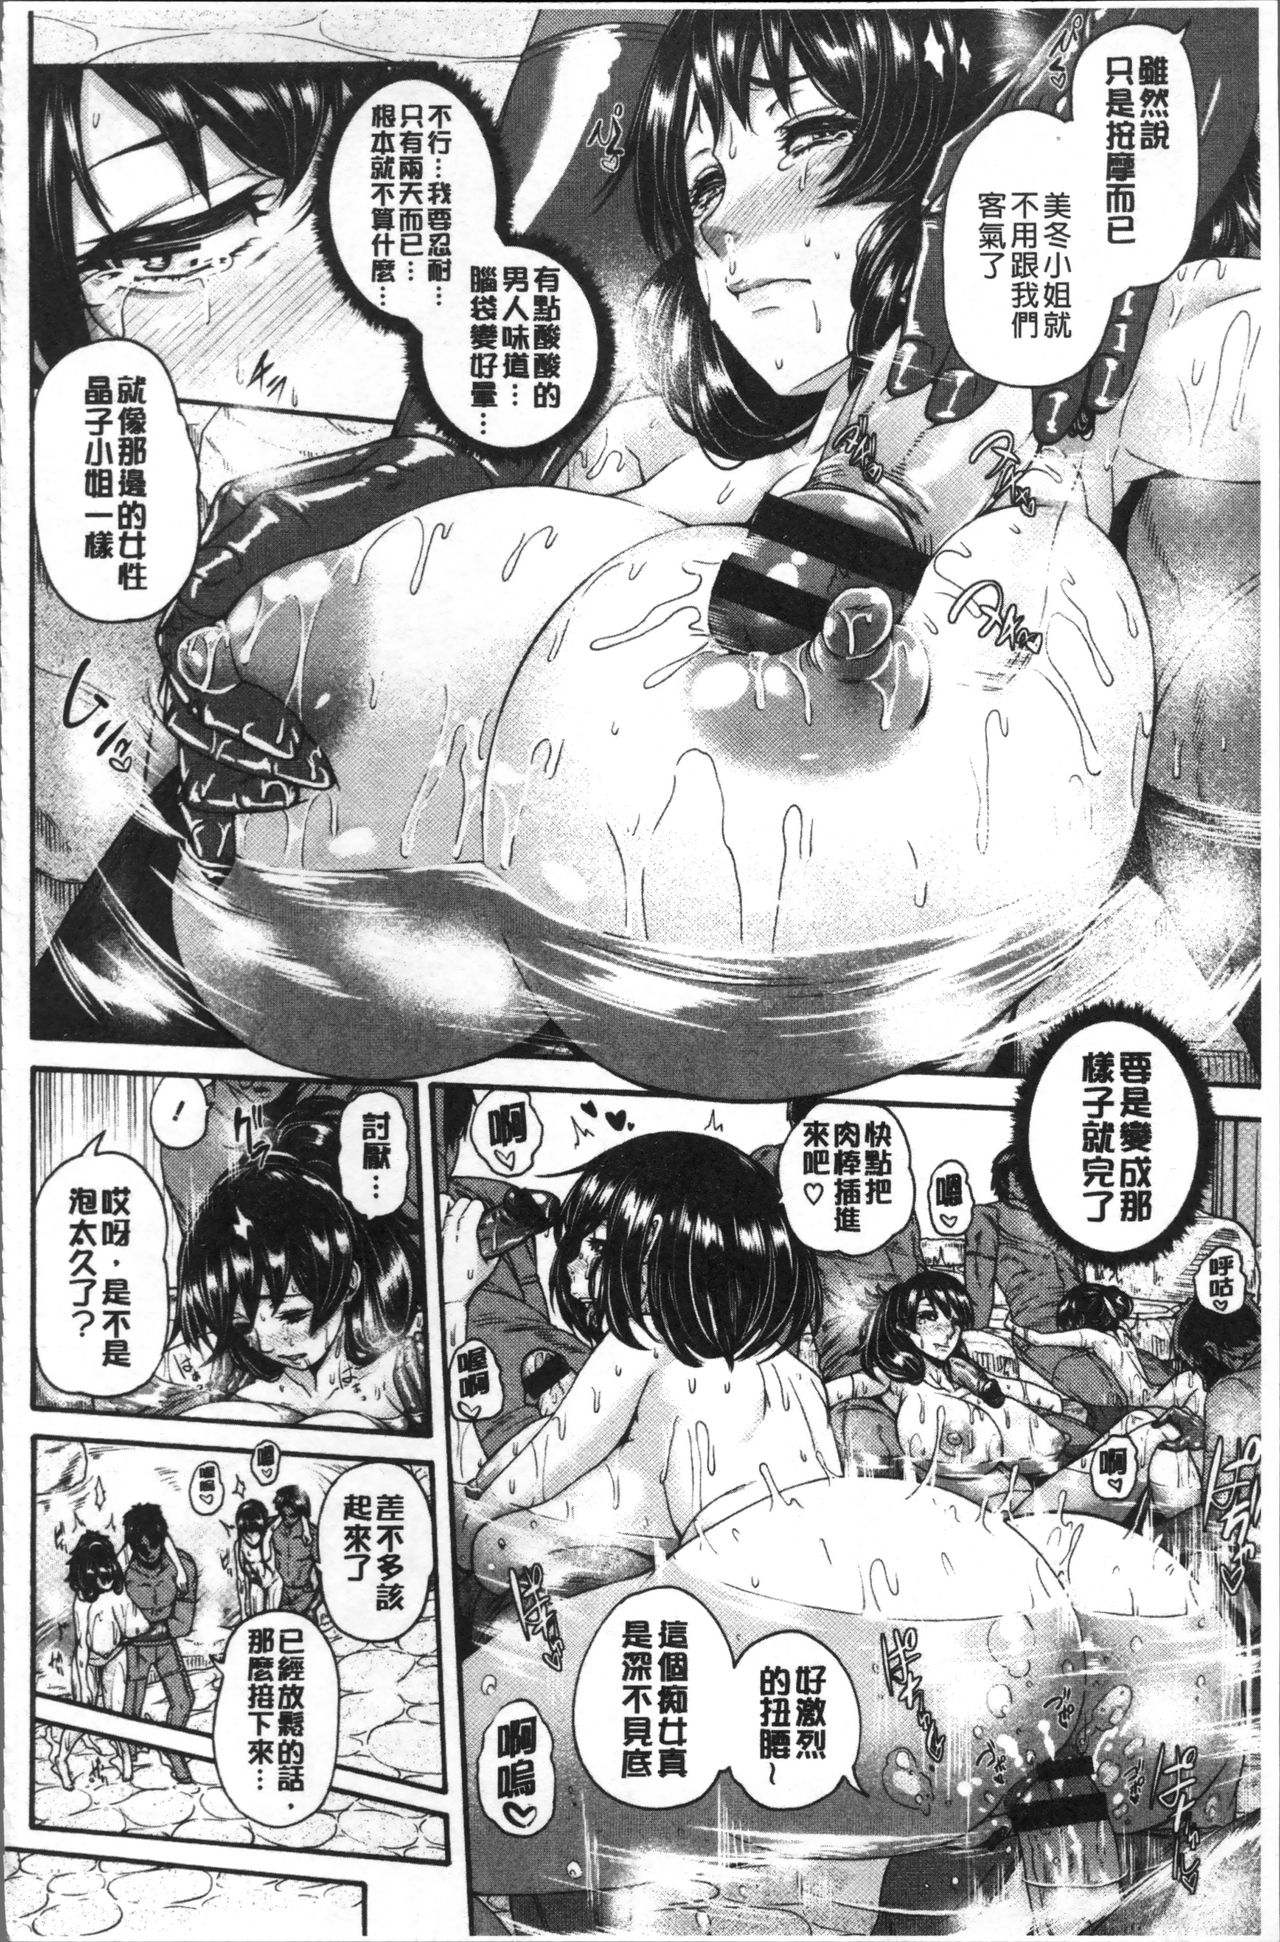 雖然說
只是按摩而已
美冬小姐就
不用跟我們
客氣了
有點酸酸的
男人味道…
腦袋變好暈…
不行…我要忍耐…
只有兩天而已…
根本就不算什麼…
就像那邊的女性
晶子小姐一樣
要是變成那
樣子就完了
快點把
肉棒插進
來吧♡
啊♡
嗯♡
呼咕♡
喔啊♡
啊♡
好激烈
的扭腰~
這個痴女真
是深不見底
啊嗚♡
討厭…
!
哎呀,是不是
泡太久了?
差不多該
起來了
嗯♡
嗯♡
已經放鬆的話,
那麼接下來…